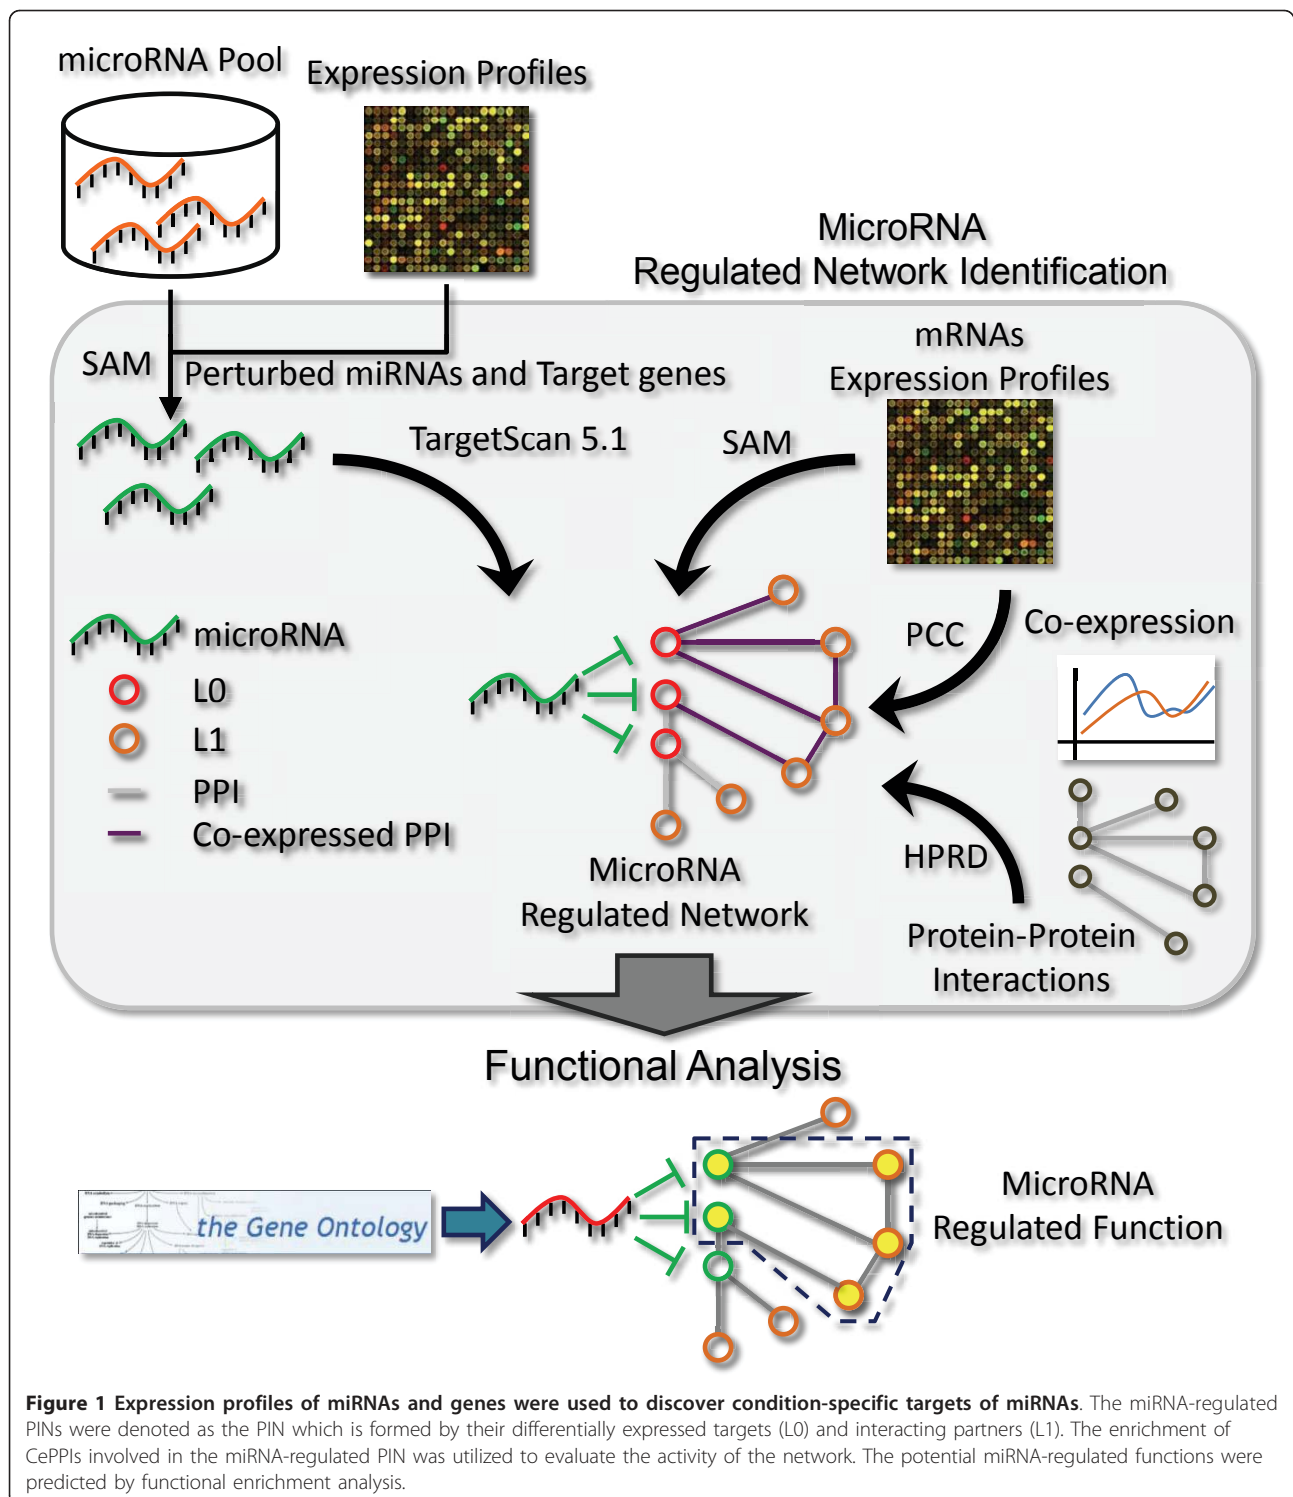 microRNA Pool
Expression Profiles
MicroRNA
Regulated Network Identification
SAM
Perturbed miRNAs and Target genes
mRNAs
Expression Profiles
TargetScan 5.1
SAM
microRNA
L0
L1
PPI
Co-expressed PPI
PCC
Co-expression
HPRD
Protein-Protein
Interactions
MicroRNA
Regulated Network
Functional Analysis
the Gene Ontology
MicroRNA
Regulated Function
Figure 1 Expression profiles of miRNAs and genes were used to discover condition-specific targets of miRNAs. The miRNA-regulated
PINs were denoted as the PIN which is formed by their differentially expressed targets (L0) and interacting partners (L1). The enrichment of
CePPIs involved in the miRNA-regulated PIN was utilized to evaluate the activity of the network. The potential miRNA-regulated functions were
predicted by functional enrichment analysis.